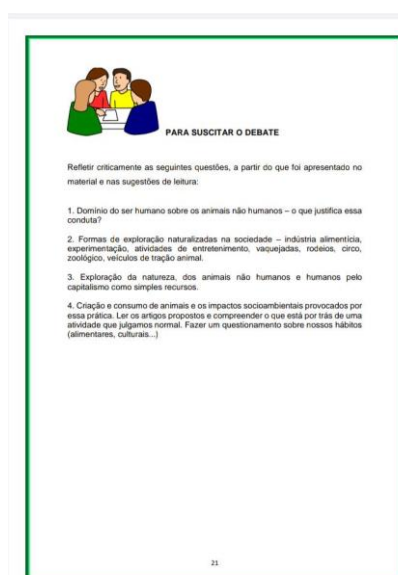 PARA SUSCITAR O DEBATE
Refletir criticamente as seguintes questões, a partir do que foi apresentado no
material e nas sugestões de leitura:
1. Domínio do ser humano sobre os animais não humanos – o que justifica essa
conduta?
2. Formas de exploração naturalizadas na sociedade – indústria alimentícia,
experimentação, atividades de entretenimento, vaquejadas, rodeios, circo,
zoológico, veículos de tração animal.
3. Exploração da natureza, dos animais não humanos e humanos pelo
capitalismo como simples recursos.
4. Criação e consumo de animais e os impactos socioambientais provocados por
essa prática. Ler os artigos propostos e compreender o que está por trás de uma
atividade que julgamos normal. Fazer um questionamento sobre nossos hábitos
(alimentares, culturais...)
21